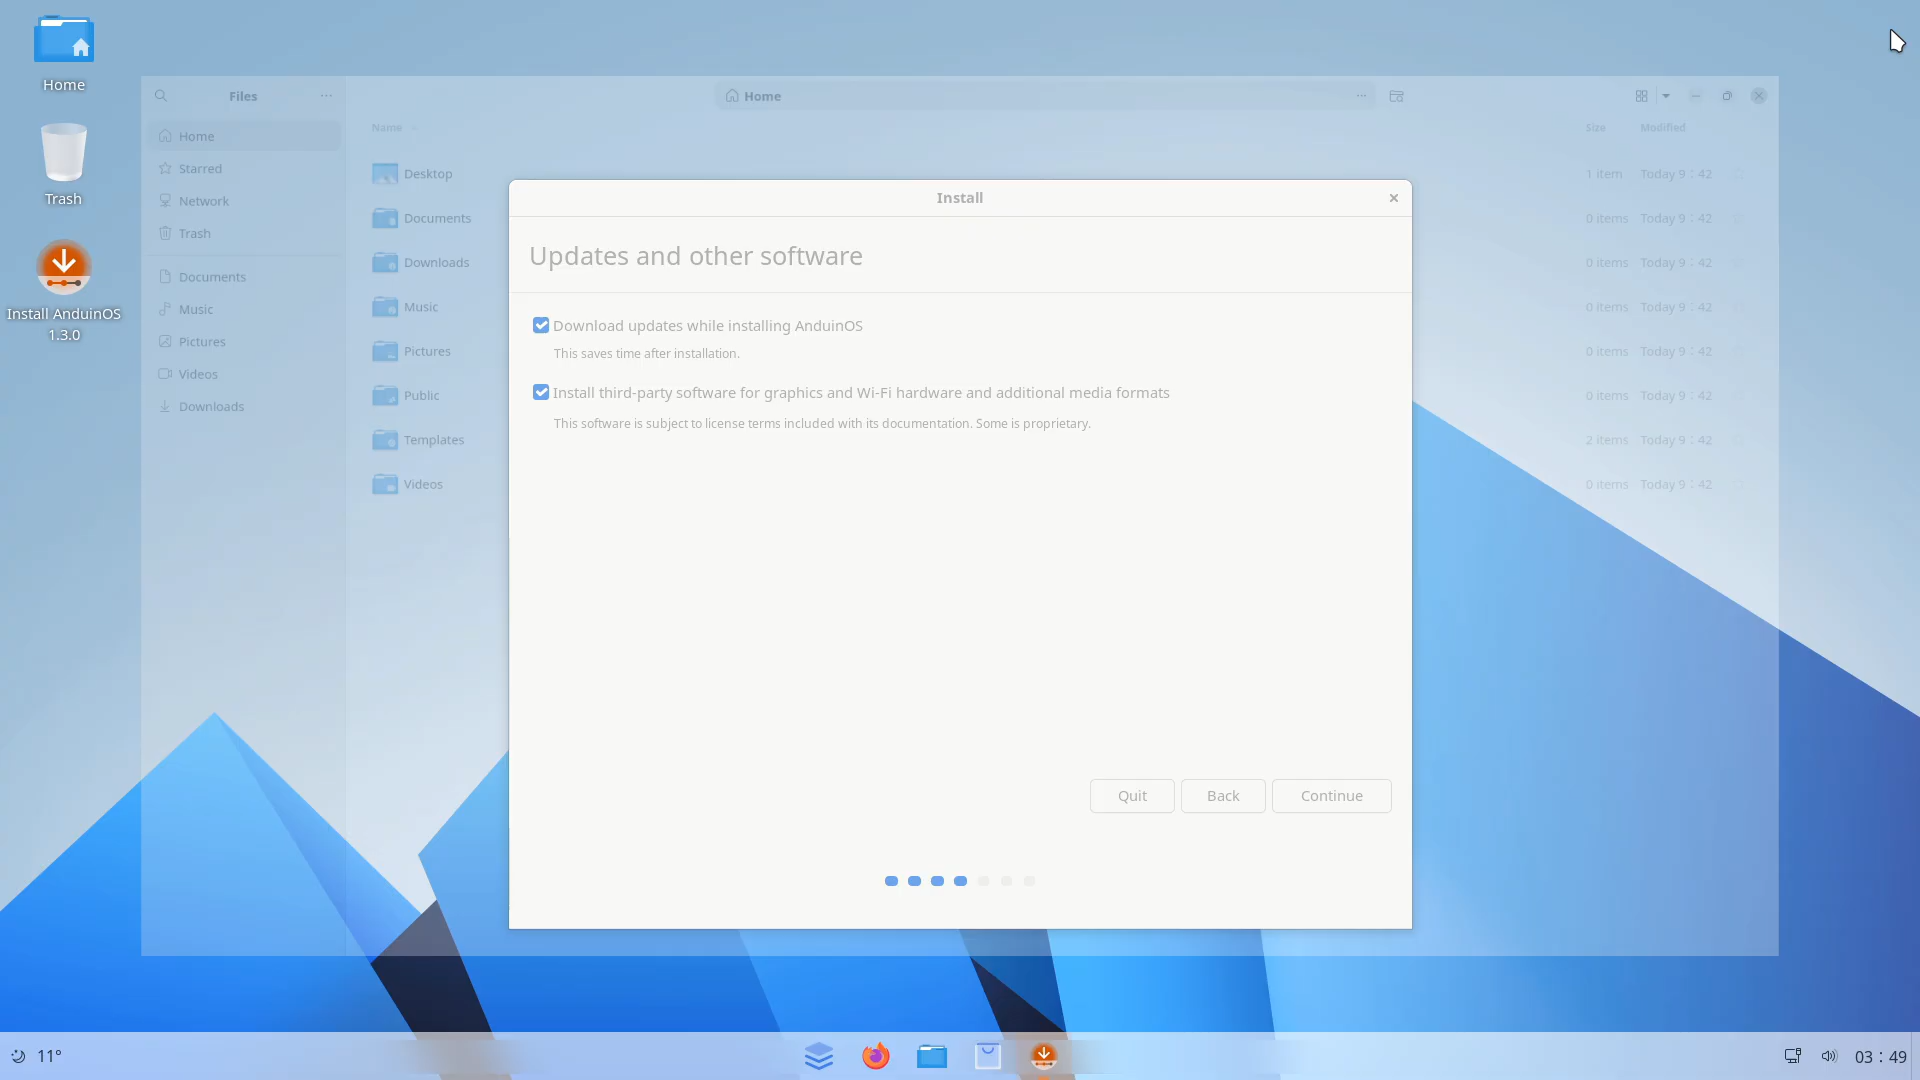 Home
Trash
Install AnduinOS
1.3.0
Files
Home
Starred
Network
Trash
Documents
Music
Pictures
Videos
Downloads
Home
Name
Size
Modified
Desktop
1 item
Today 9：42
Documents
0 items
Today 9：42
Downloads
0 items
Today 9：42
Music
0 items
Today 9：42
Pictures
0 items
Today 9：42
Public
0 items
Today 9：42
Templates
2 items
Today 9：42
Videos
0 items
Today 9：42
Install
Updates and other software
Download updates while installing AnduinOS
This saves time after installation.
Install third-party software for graphics and Wi-Fi hardware and additional media formats
This software is subject to license terms included with its documentation. Some is proprietary.
Quit
Back
Continue
11°
03：49